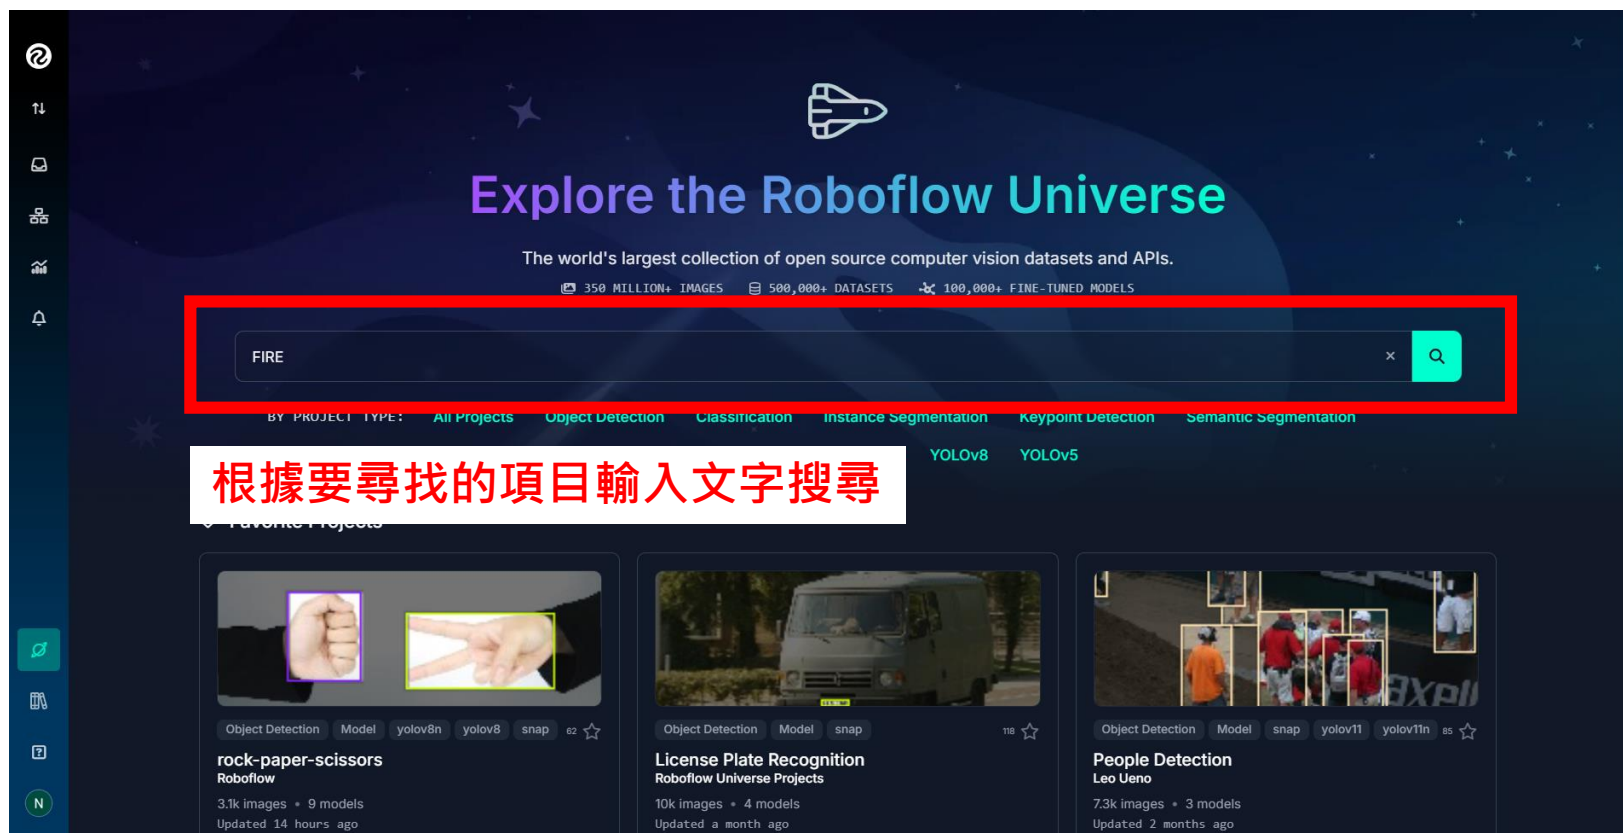 Explore the Roboflow Universe
The world's largest collection of open source computer vision datasets and APIs.
350 MILLION+ IMAGES 500,000+ DATASETS 100,000+ FINE-TUNED MODELS
FIRE
BY PROJECT TYPE: All Projects Object Detection Classification Instance Segmentation Keypoint Detection Semantic Segmentation
YOLOv8 YOLOv5
根據要尋找的項目輸入文字搜尋
Favorite Projects
Object Detection Model yolov8n yolov8 snap 62
rock-paper-scissors
Roboflow
3.1k images • 9 models
Updated 14 hours ago
Object Detection Model snap 118
License Plate Recognition
Roboflow Universe Projects
10k images • 4 models
Updated a month ago
Object Detection Model snap yolov11 yolov11n 85
People Detection
Leo Ueno
7.3k images • 3 models
Updated 2 months ago
N